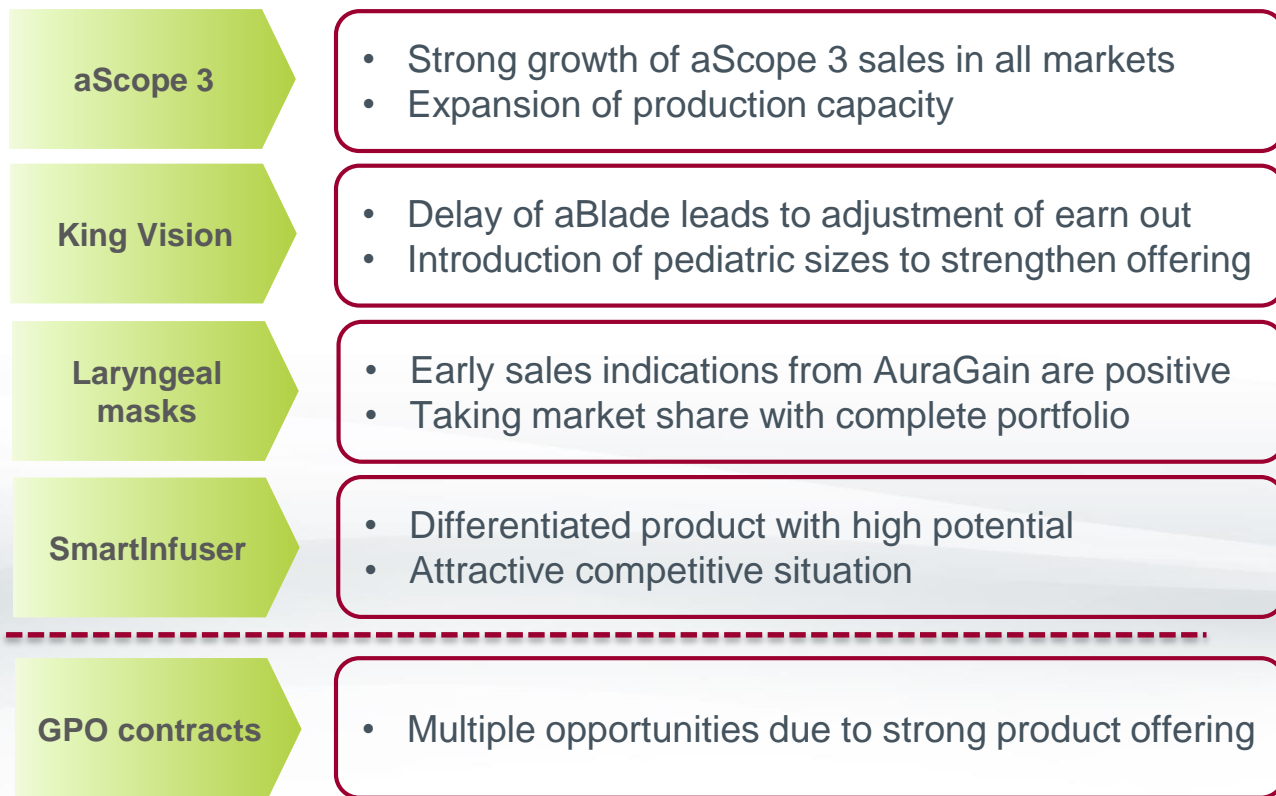 aScope 3
• Strong growth of aScope 3 sales in all markets
• Expansion of production capacity
King Vision
• Delay of aBlade leads to adjustment of earn out
• Introduction of pediatric sizes to strengthen offering
Laryngeal
masks
• Early sales indications from AuraGain are positive
• Taking market share with complete portfolio
SmartInfuser
• Differentiated product with high potential
• Attractive competitive situation
GPO contracts
• Multiple opportunities due to strong product offering